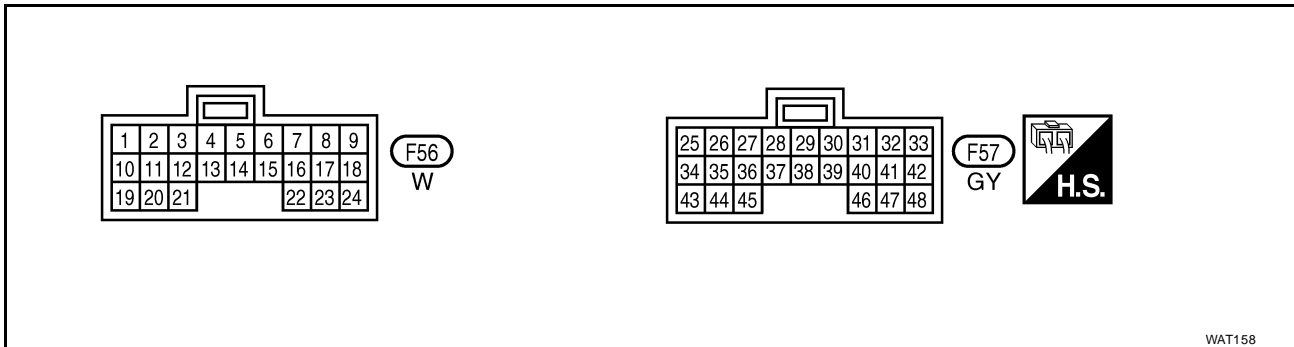 1 2 3 4 5 6 7 8 9
10 11 12 13 14 15 16 17 18
19 20 21 22 23 24
F56
W
25 26 27 28 29 30 31 32 33
34 35 36 37 38 39 40 41 42
43 44 45 46 47 48
F57
GY
H.S.
WAT158